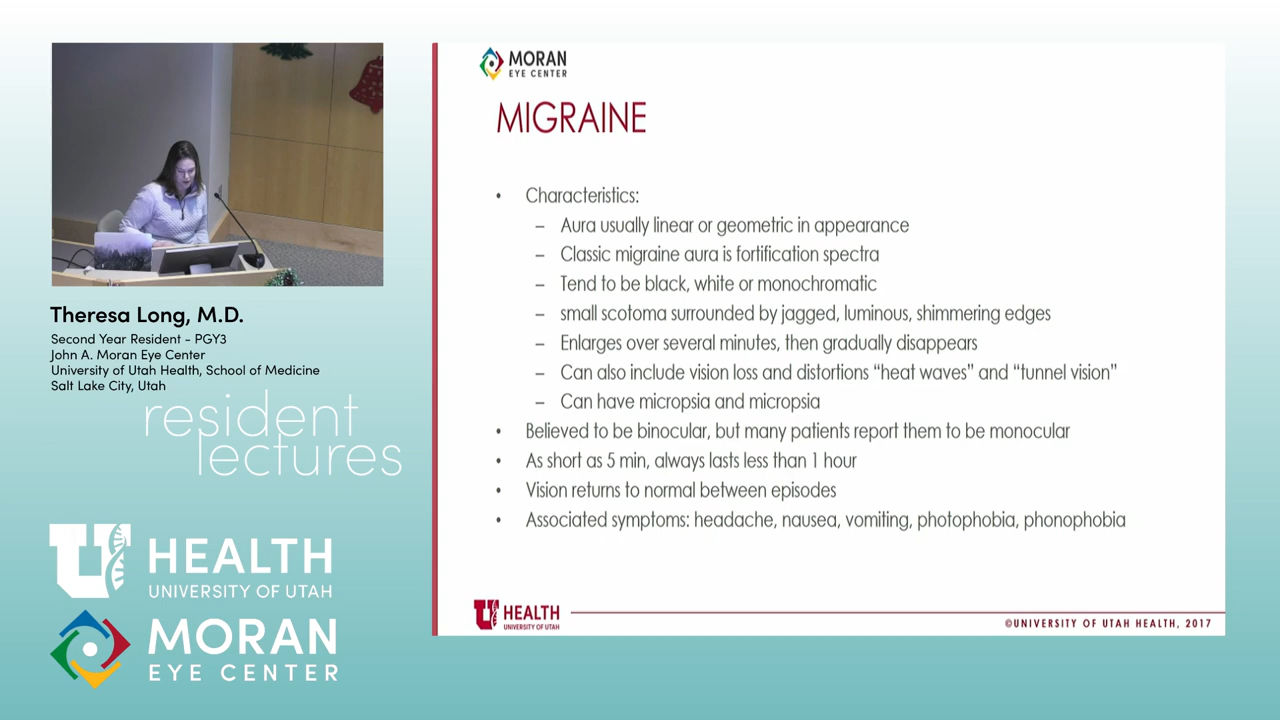 Theresa Long, M.D.
Second Year Resident - PGY3
John A. Moran Eye Center
University of Utah Health, School of Medicine
Salt Lake City, Utah
resident
lectures
U HEALTH
UNIVERSITY OF UTAH
MORAN
EYE CENTER
MORAN
EYE CENTER
MIGRAINE
• Characteristics:
– Aura usually linear or geometric in appearance
– Classic migraine aura is fortification spectra
– Tend to be black, white or monochromatic
– small scotoma surrounded by jagged, luminous, shimmering edges
– Enlarges over several minutes, then gradually disappears
– Can also include vision loss and distortions “heat waves” and “tunnel vision”
– Can have micropsia and micropsia
• Believed to be binocular, but many patients report them to be monocular
• As short as 5 min, always lasts less than 1 hour
• Vision returns to normal between episodes
• Associated symptoms: headache, nausea, vomiting, photophobia, phonophobia
U HEALTH
UNIVERSITY OF UTAH
©UNIVERSITY OF UTAH HEALTH, 2017